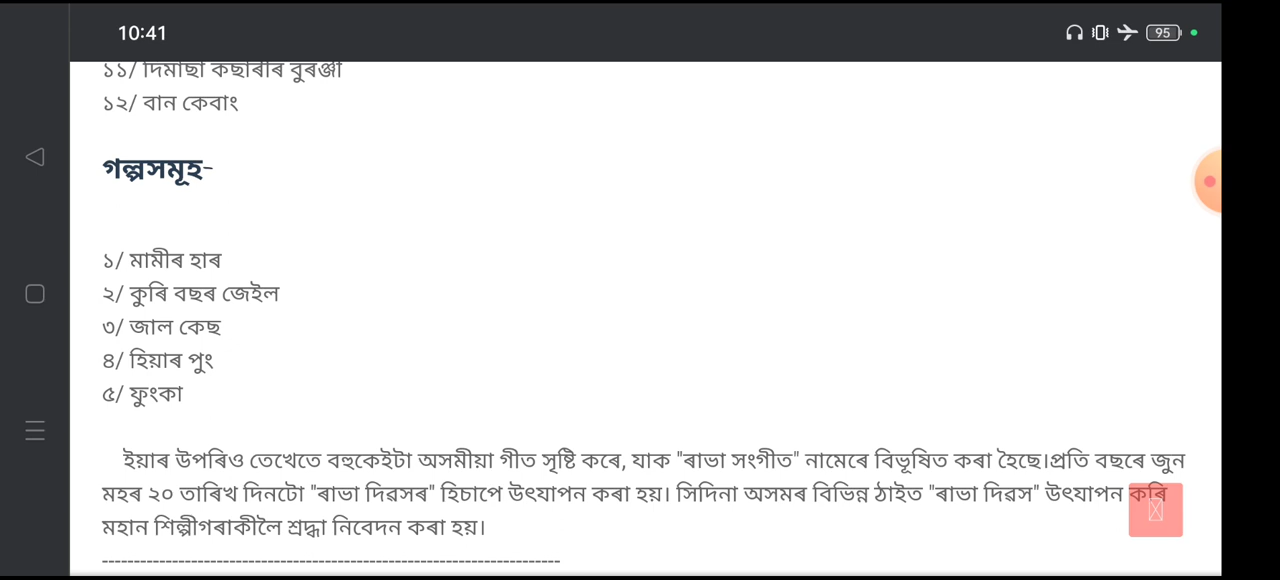 10:41
95
১১/ দিমাছা কছাৰীৰ বুৰঞ্জী
১২/ বান কেবাং
গল্পসমূহ-
১/ মামীৰ হাৰ
২/ কুৰি বছৰ জেইল
৩/ জাল কেছ
৪/ হিয়াৰ পুং
৫/ ফুংকা
ইয়াৰ উপৰিও তেখেতে বহুকেইটা অসমীয়া গীত সৃষ্টি কৰে, যাক "ৰাভা সংগীত" নামেৰে বিভূষিত কৰা হৈছে।প্ৰতি বছৰে জুন
মহৰ ২০ তাৰিখ দিনটো "ৰাভা দিৱসৰ" হিচাপে উৎযাপন কৰা হয়। সিদিনা অসমৰ বিভিন্ন ঠাইত "ৰাভা দিৱস" উৎযাপন কৰি
মহান শিল্পীগৰাকীলৈ শ্ৰদ্ধা নিবেদন কৰা হয়।
------------------------------------------------------------------------